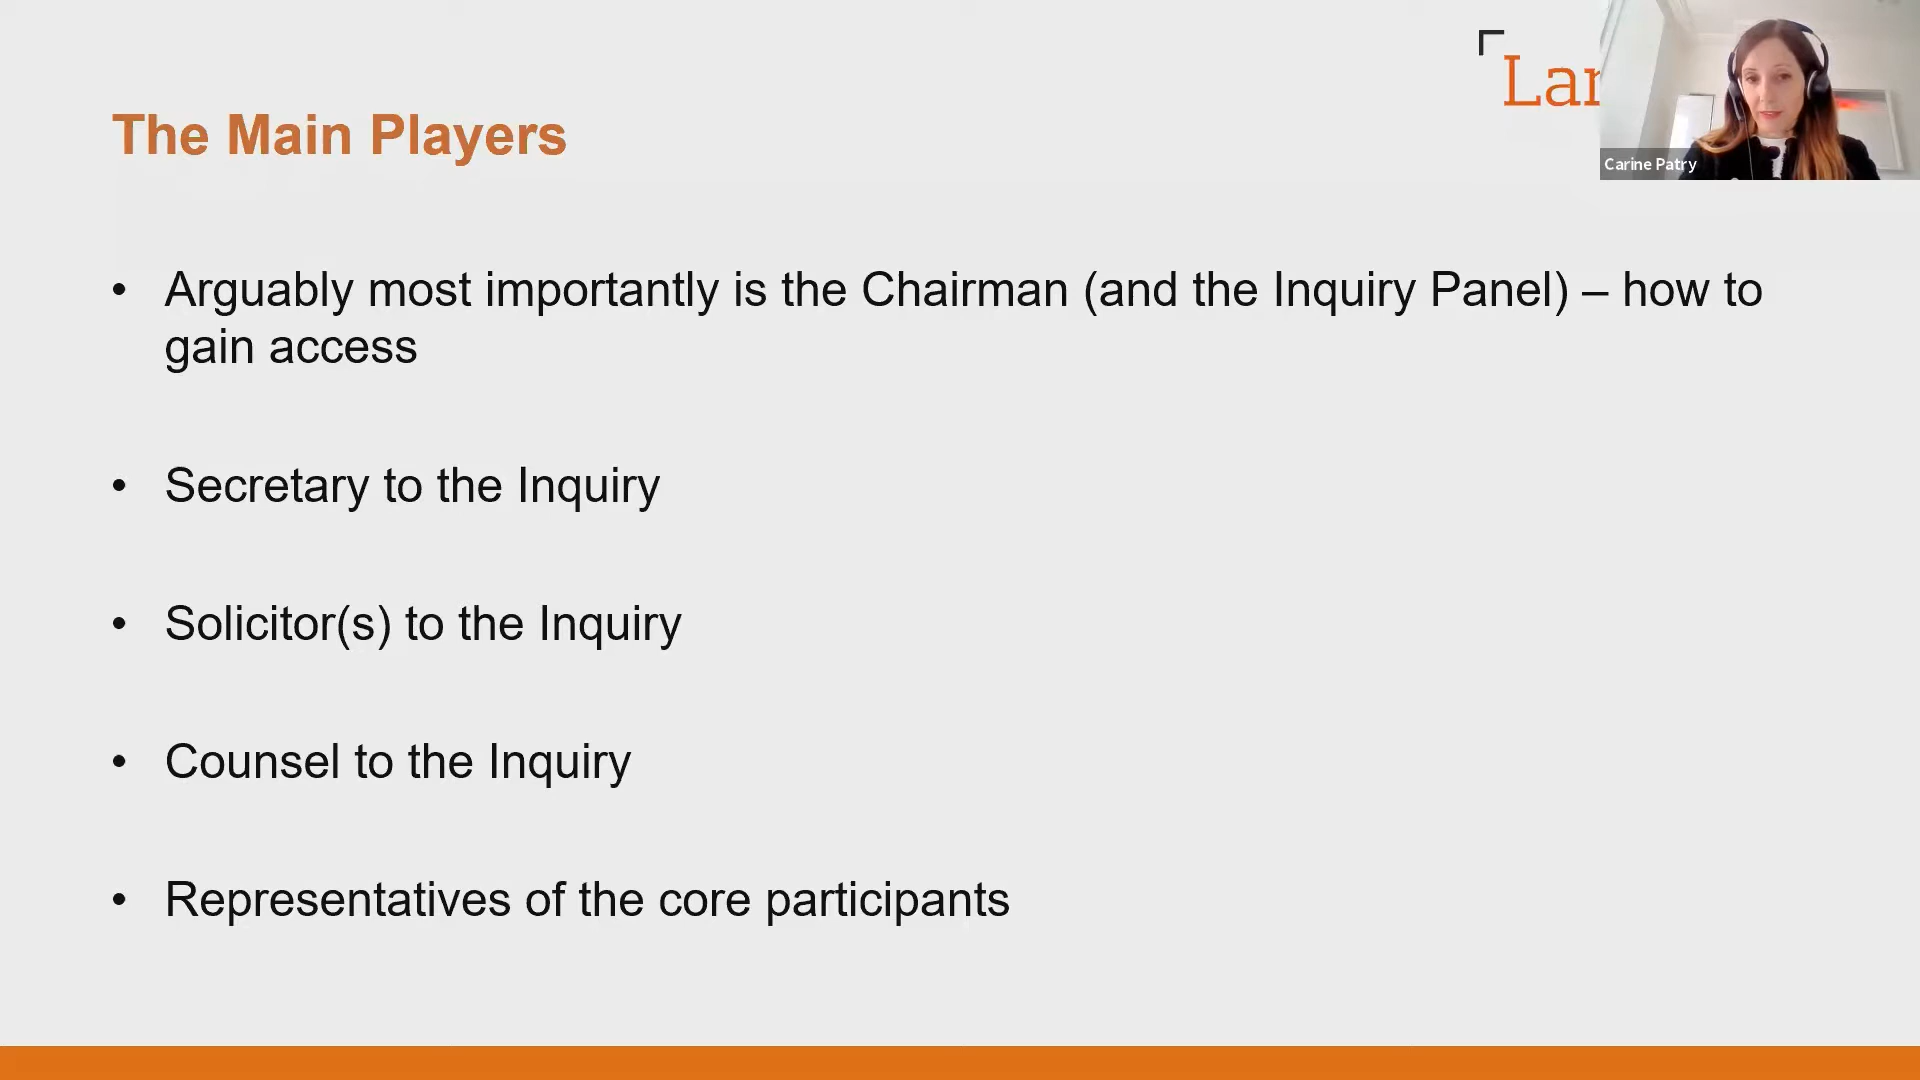 The Main Players
Carine Patry
• Arguably most importantly is the Chairman (and the Inquiry Panel) – how to
gain access
• Secretary to the Inquiry
• Solicitor(s) to the Inquiry
• Counsel to the Inquiry
• Representatives of the core participants